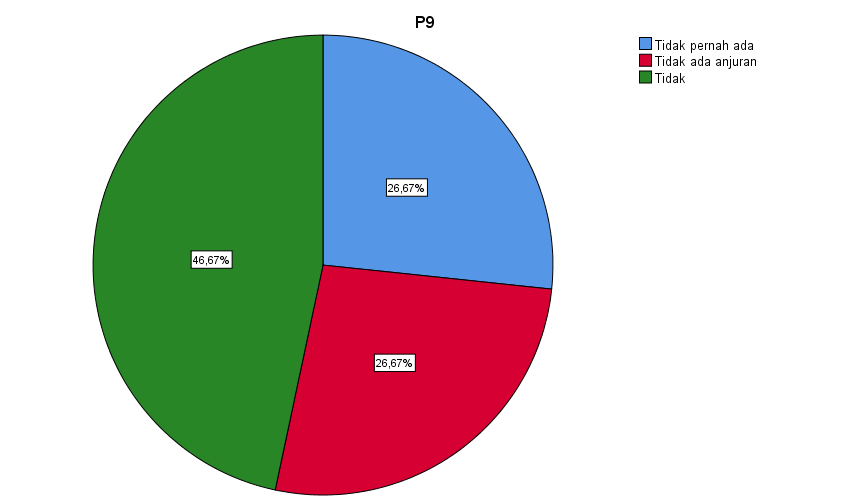 P9
Tidak pernah ada
Tidak ada anjuran
Tidak
26,67%
46,67%
26,67%